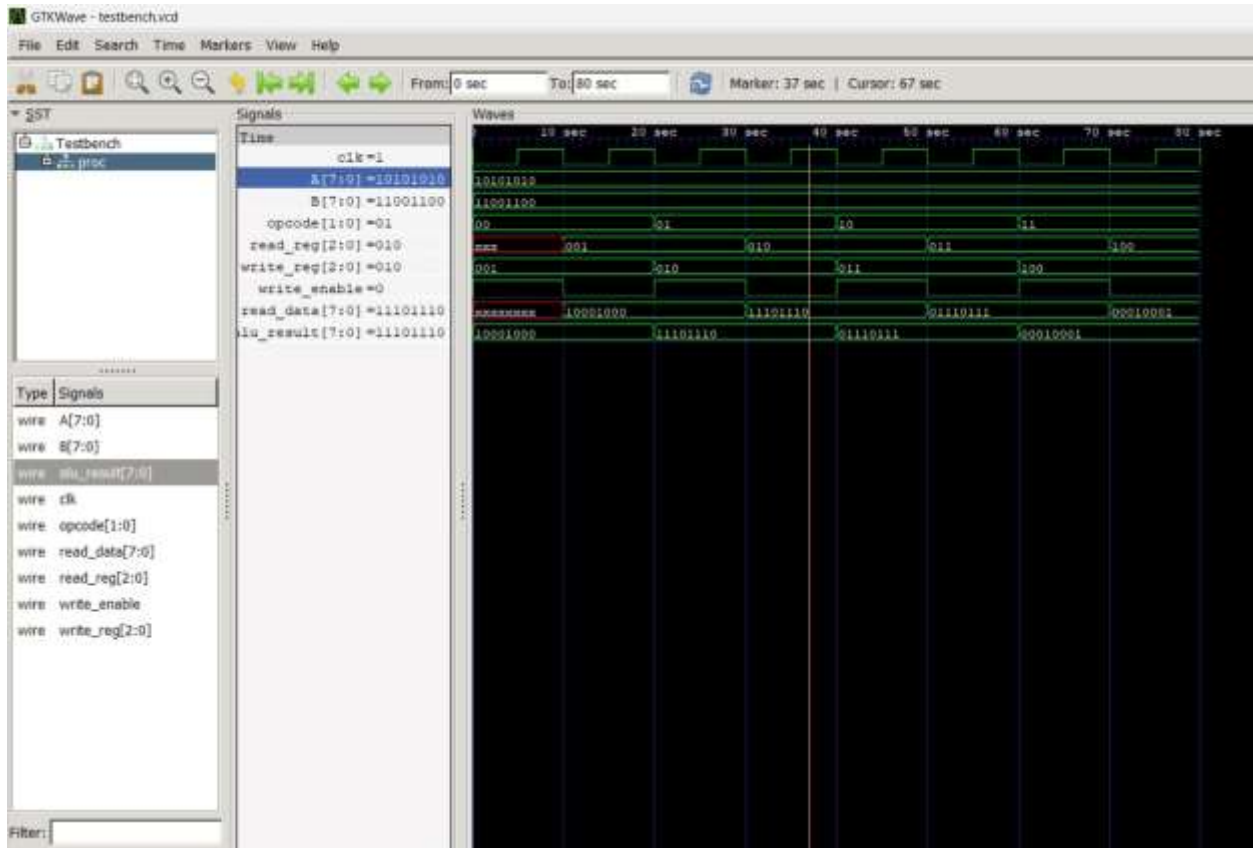 GTKWave - testbench.vcd
File Edit Search Time Markers View Help
From: 0 sec To: 80 sec Marker: 37 sec | Cursor: 67 sec
SST
Testbench
proc
Signals
Time
clk=1
A[7:0] =10101010
B[7:0] =11001100
opcode[1:0] =01
read_reg[2:0] =010
write_reg[2:0] =010
write_enable=0
read_data[7:0] =11101110
alu_result[7:0] =11101110
Waves
10 sec 20 sec 30 sec 40 sec 50 sec 60 sec 70 sec 80 sec
10101010
11001100
00 01 10 11
xxx 001 010 011 100
001 010 011 100
xxxxxxxx 10001000 11101110 01110111 00010001
10001000 11101110 01110111 00010001
Type Signals
wire A[7:0]
wire B[7:0]
wire alu_result[7:0]
wire clk
wire opcode[1:0]
wire read_data[7:0]
wire read_reg[2:0]
wire write_enable
wire write_reg[2:0]
Filter: